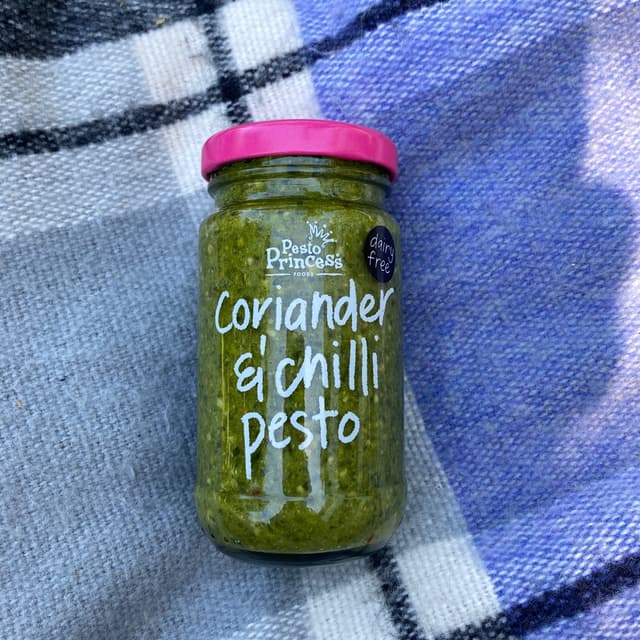 Pesto
Princess
FOODS
dairy
free
Coriander
& chilli
pesto